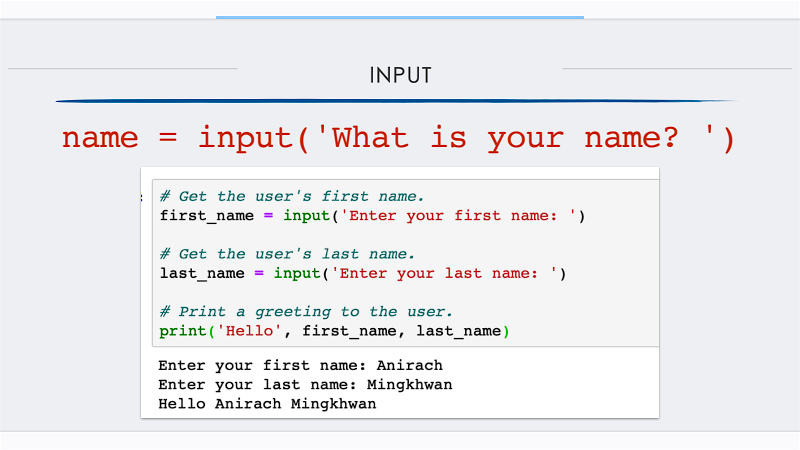 INPUT
name = input('What is your name? ')
# Get the user's first name.
first_name = input('Enter your first name: ')
# Get the user's last name.
last_name = input('Enter your last name: ')
# Print a greeting to the user.
print('Hello', first_name, last_name)
Enter your first name: Anirach
Enter your last name: Mingkhwan
Hello Anirach Mingkhwan